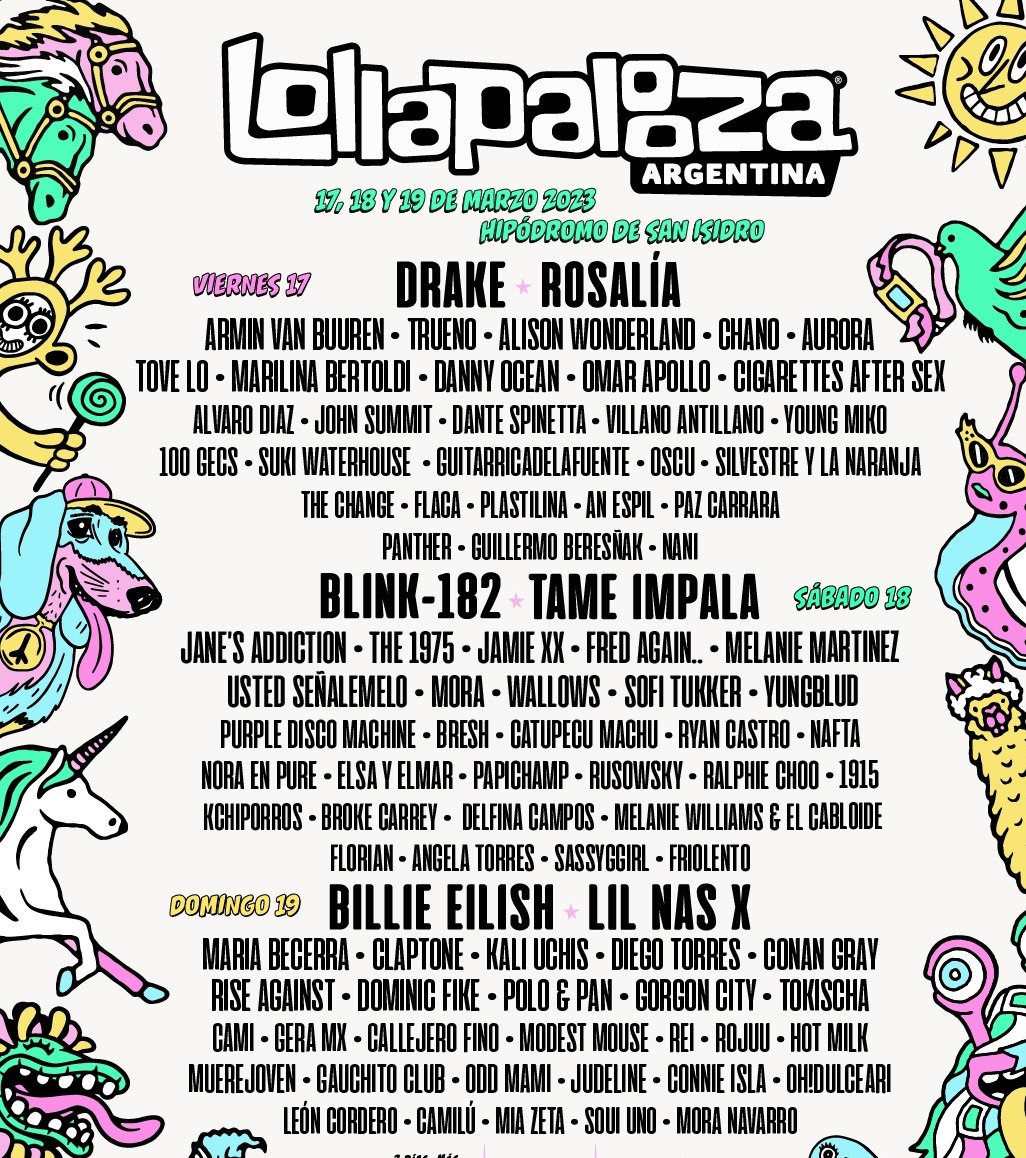 Lollapalooza®
ARGENTINA
17, 18 Y 19 DE MARZO 2023
HIPÓDROMO DE SAN ISIDRO
VIERNES 17
DRAKE ★ ROSALÍA
ARMIN VAN BUUREN • TRUENO • ALISON WONDERLAND • CHANO • AURORA
TOVE LO • MARILINA BERTOLDI • DANNY OCEAN • OMAR APOLLO • CIGARETTES AFTER SEX
ALVARO DIAZ • JOHN SUMMIT • DANTE SPINETTA • VILLANO ANTILLANO • YOUNG MIKO
100 GECS • SUKI WATERHOUSE • GUITARRICADELAFUENTE • OSCU • SILVESTRE Y LA NARANJA
THE CHANGE • FLACA • PLASTILINA • AN ESPIL • PAZ CARRARA
PANTHER • GUILLERMO BERESÑAK • NANI
BLINK-182 ★ TAME IMPALA
SÁBADO 18
JANE'S ADDICTION • THE 1975 • JAMIE XX • FRED AGAIN.. • MELANIE MARTINEZ
USTED SEÑALEMELO • MORA • WALLOWS • SOFI TUKKER • YUNGBLUD
PURPLE DISCO MACHINE • BRESH • CATUPECU MACHU • RYAN CASTRO • NAFTA
NORA EN PURE • ELSA Y ELMAR • PAPICHAMP • RUSOWSKY • RALPHIE CHOO • 1915
KCHIPORROS • BROKE CARREY • DELFINA CAMPOS • MELANIE WILLIAMS & EL CABLOIDE
FLORIAN • ANGELA TORRES • SASSYGGIRL • FRIOLENTO
DOMINGO 19
BILLIE EILISH ★ LIL NAS X
MARIA BECERRA • CLAPTONE • KALI UCHIS • DIEGO TORRES • CONAN GRAY
RISE AGAINST • DOMINIC FIKE • POLO & PAN • GORGON CITY • TOKISCHA
CAMI • GERA MX • CALLEJERO FINO • MODEST MOUSE • REI • ROJUU • HOT MILK
MUEREJOVEN • GAUCHITO CLUB • ODD MAMI • JUDELINE • CONNIE ISLA • OH!DULCEARI
LEÓN CORDERO • CAMILÚ • MIA ZETA • SOUI UNO • MORA NAVARRO